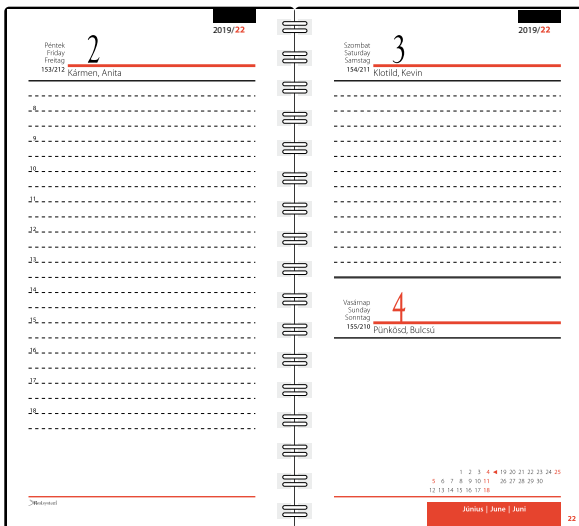 2019/22
Péntek
Friday
Freitag
153/212
2
Kármen, Anita
8
9
10
11
12
13
14
15
16
17
18
2019/22
Szombat
Saturday
Samstag
154/211
3
Klotild, Kevin
Vasárnap
Sunday
Sonntag
155/210
4
Pünkösd, Bulcsú
1 2 3 4 ◄ 19 20 21 22 23 24 25
5 6 7 8 9 10 11 26 27 28 29 30
12 13 14 15 16 17 18
Június | June | Juni
22